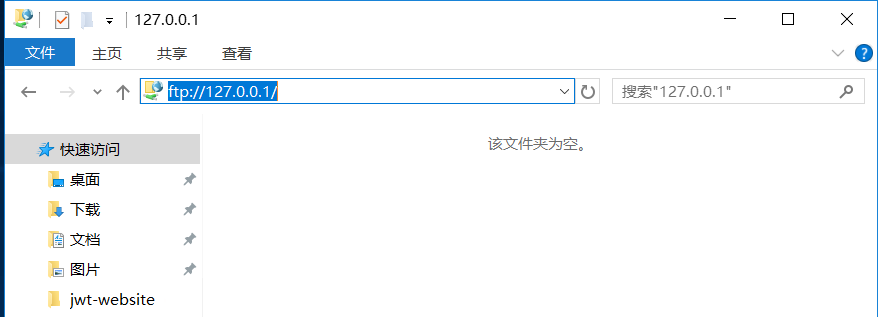 127.0.0.1
文件 主页 共享 查看
ftp://127.0.0.1/ 搜索"127.0.0.1"
该文件夹为空。
快速访问
桌面
下载
文档
图片
jwt-website